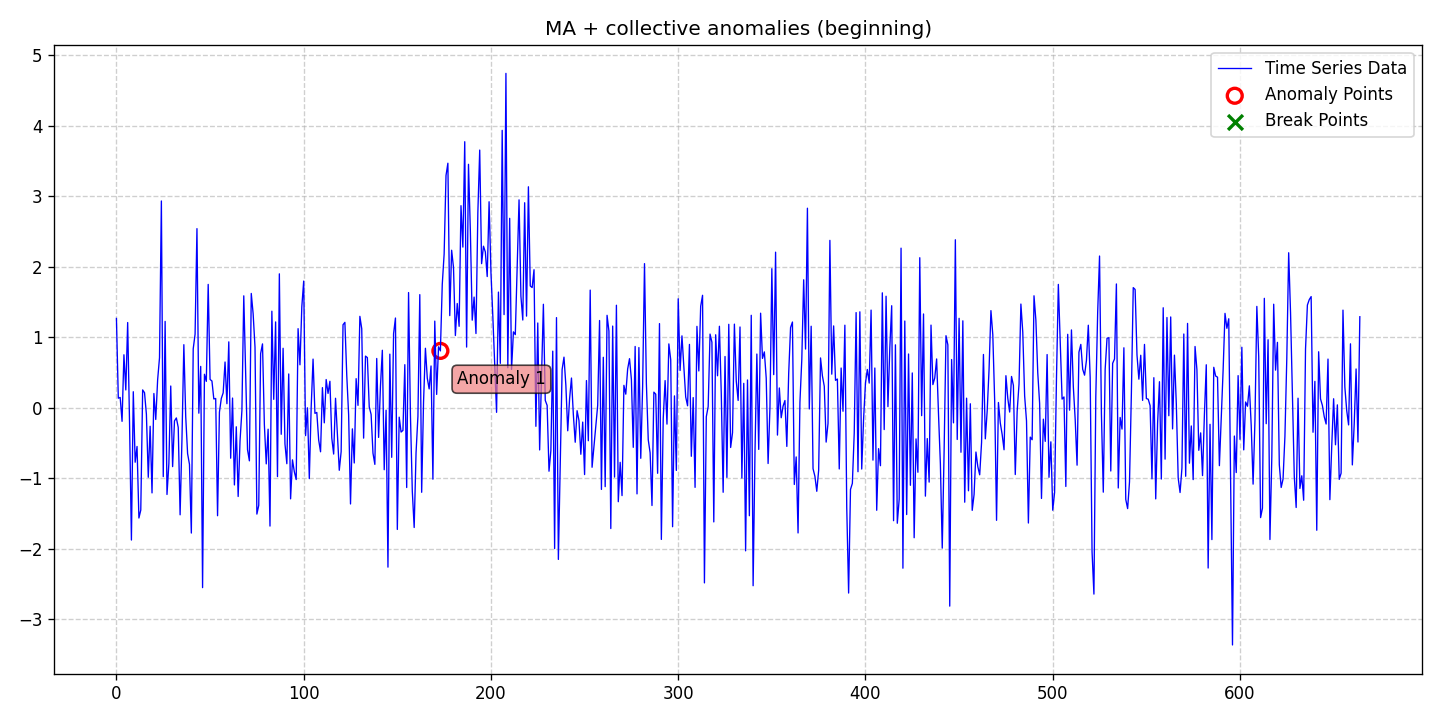 MA + collective anomalies (beginning)
Time Series Data
Anomaly Points
Break Points
Anomaly 1
5
4
3
2
1
0
−1
−2
−3
0 100 200 300 400 500 600